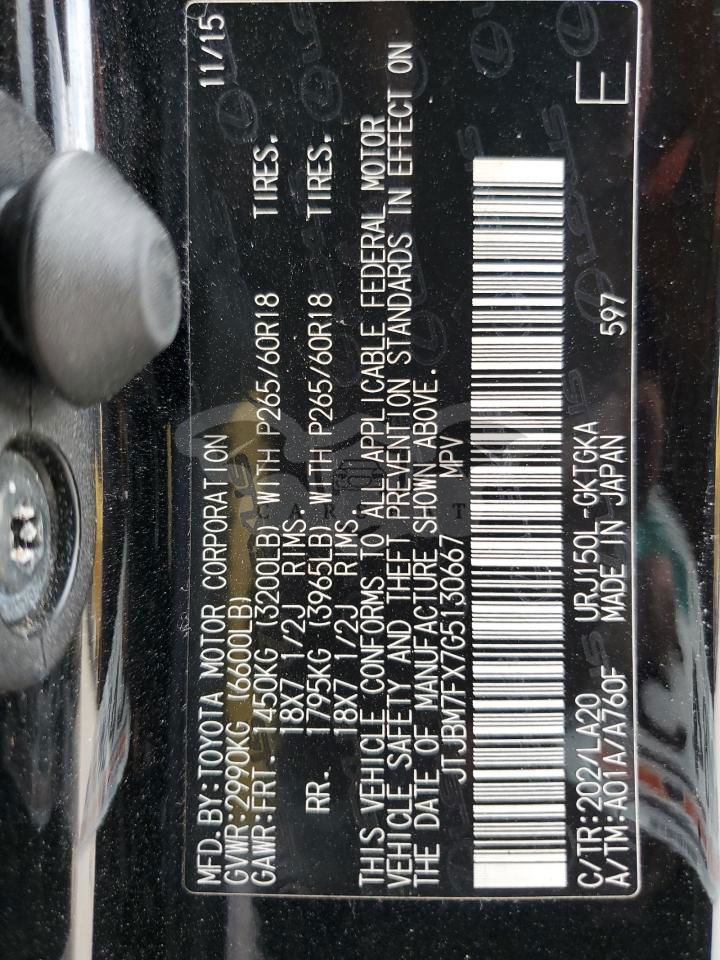 MFD.BY:TOYOTA MOTOR CORPORATION 11/15
GVWR:2990KG (6600LB)
GAWR:FRT. 1450KG (3200LB) WITH P265/60R18 TIRES.
18X7 1/2J RIMS
RR. 1795KG (3965LB) WITH P265/60R18 TIRES.
18X7 1/2J RIMS
THIS VEHICLE CONFORMS TO ALL APPLICABLE FEDERAL MOTOR
VEHICLE SAFETY AND THEFT PREVENTION STANDARDS IN EFFECT ON
THE DATE OF MANUFACTURE SHOWN ABOVE.
JTJBM7FX7G5130667 MPV
C/TR:202/LA20 URJ150L-GKTGKA E
A/TM:A01A/A760F MADE IN JAPAN 597